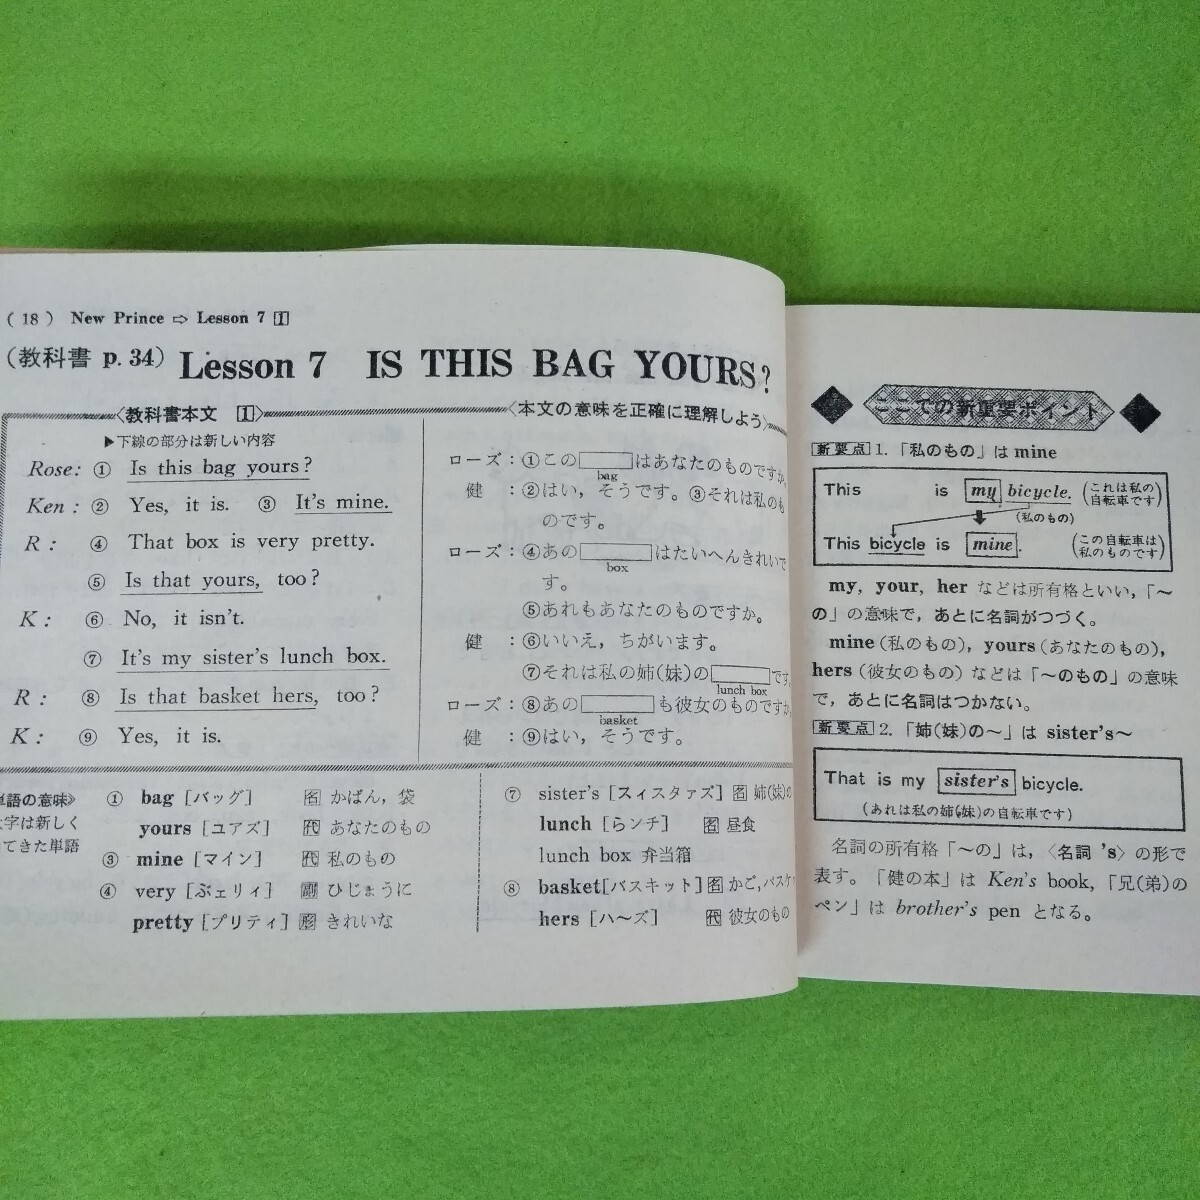 ( 18 ) New Prince ⇨ Lesson 7 1
(教科書 p. 34) Lesson 7 IS THIS BAG YOURS?
〈教科書本文 1〉
▶下線の部分は新しい内容
Rose: ① Is this bag yours?
Ken: ② Yes, it is. ③ It's mine.
R: ④ That box is very pretty.
⑤ Is that yours, too?
K: ⑥ No, it isn't.
⑦ It's my sister's lunch box.
R: ⑧ Is that basket hers, too?
K: ⑨ Yes, it is.
〈本文の意味を正確に理解しよう〉
ローズ：①この はあなたのものですか。
bag
健 ：②はい，そうです。③それは私のも
のです。
ローズ：④あの はたいへんきれいで
box
す。
⑤あれもあなたのものですか。
健 ：⑥いいえ，ちがいます。
⑦それは私の姉(妹)の です
lunch box
ローズ：⑧あの も彼女のものですか
basket
健 ：⑨はい，そうです。
単語の意味》
字は新しく
てきた単語
① bag [バッグ] 名 かばん，袋
yours [ユアズ] 代 あなたのもの
③ mine [マイン] 代 私のもの
④ very [ぶェリィ] 副 ひじょうに
pretty [プリティ] 形 きれいな
⑦ sister's [スィスタァズ] 名 姉(妹)の
lunch [らンチ] 名 昼食
lunch box 弁当箱
⑧ basket [バスキット] 名 かご，バスケ
hers [ハ〜ズ] 代 彼女のもの
ここでの新重要ポイント
新要点 1. 「私のもの」は mine
This is my bicycle. (これは私の自転車です)
(私のもの)
This bicycle is mine. (この自転車は私のものです)
my, your, her などは所有格といい，「〜
の」の意味で，あとに名詞がつづく。
mine (私のもの)，yours (あなたのもの)，
hers (彼女のもの) などは「〜のもの」の意味
で，あとに名詞はつかない。
新要点 2. 「姉(妹)の〜」は sister's〜
That is my sister's bicycle.
(あれは私の姉(妹)の自転車です)
名詞の所有格「〜の」は，〈名詞 's〉の形で
表す。「健の本」は Ken's book,「兄(弟)の
ペン」は brother's pen となる。